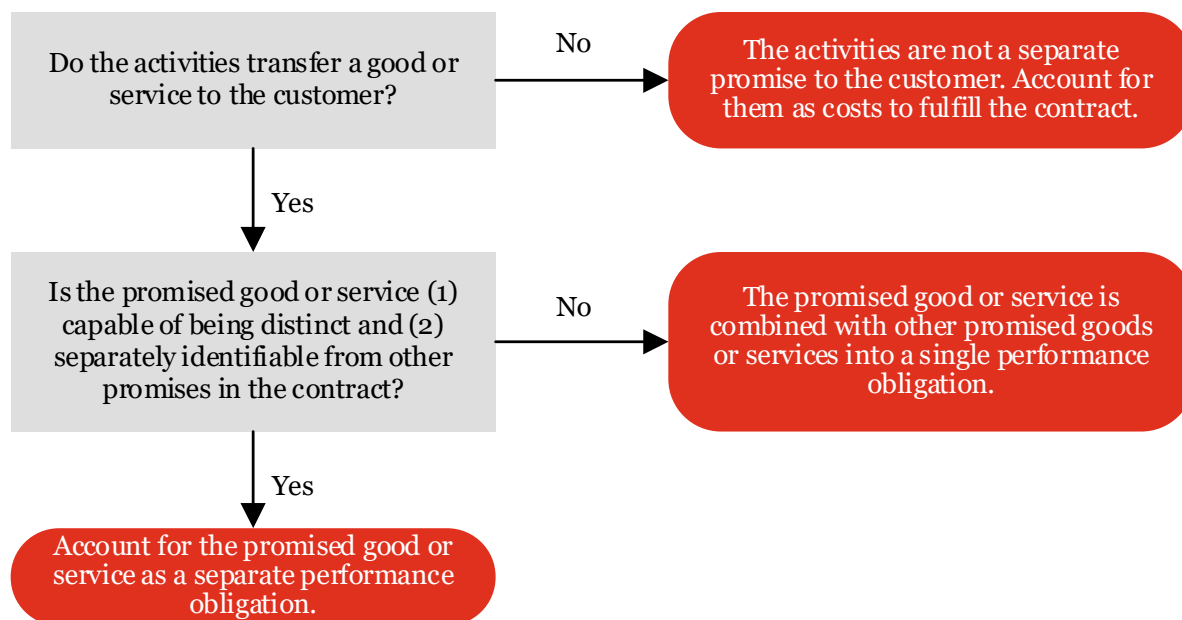 Do the activities transfer a good or
service to the customer?
No
The activities are not a separate
promise to the customer. Account for
them as costs to fulfill the contract.
Yes
Is the promised good or service (1)
capable of being distinct and (2)
separately identifiable from other
promises in the contract?
No
The promised good or service is
combined with other promised goods
or services into a single performance
obligation.
Yes
Account for the promised good or
service as a separate performance
obligation.